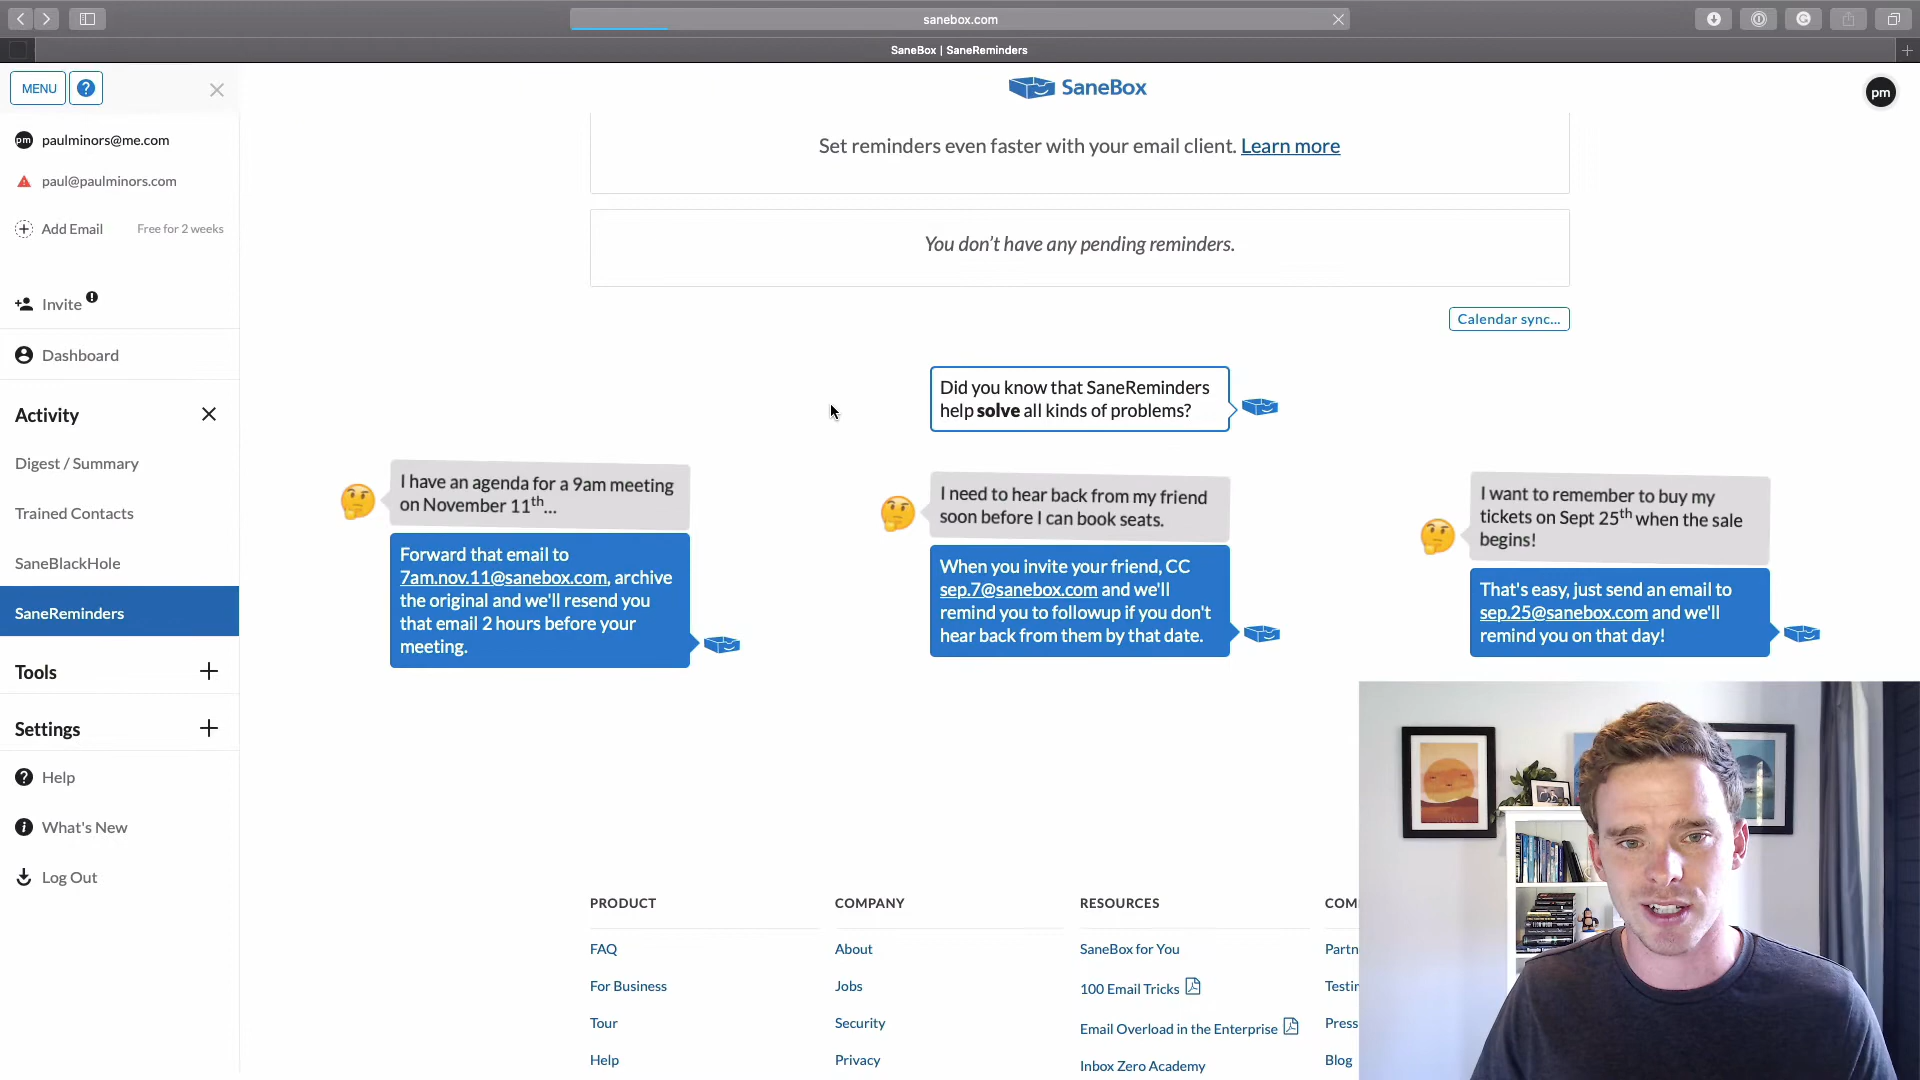 sanebox.com
SaneBox | SaneReminders
MENU
SaneBox
pm
pm paulminors@me.com
paul@paulminors.com
Add Email Free for 2 weeks
Invite
Dashboard
Activity
Digest / Summary
Trained Contacts
SaneBlackHole
SaneReminders
Tools
Settings
Help
What's New
Log Out
Set reminders even faster with your email client. Learn more
You don't have any pending reminders.
Calendar sync...
Did you know that SaneReminders
help solve all kinds of problems?
I have an agenda for a 9am meeting
on November 11th...
Forward that email to
7am.nov.11@sanebox.com, archive
the original and we'll resend you
that email 2 hours before your
meeting.
I need to hear back from my friend
soon before I can book seats.
When you invite your friend, CC
sep.7@sanebox.com and we'll
remind you to followup if you don't
hear back from them by that date.
I want to remember to buy my
tickets on Sept 25th when the sale
begins!
That's easy, just send an email to
sep.25@sanebox.com and we'll
remind you on that day!
PRODUCT
FAQ
For Business
Tour
Help
COMPANY
About
Jobs
Security
Privacy
RESOURCES
SaneBox for You
100 Email Tricks
Email Overload in the Enterprise
Inbox Zero Academy
COM
Partn
Testin
Press
Blog